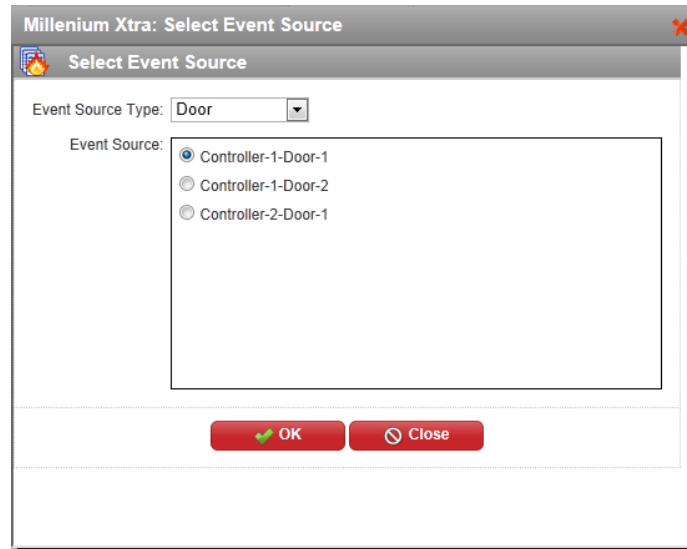 Millenium Xtra: Select Event Source
Select Event Source
Event Source Type: Door
Event Source:
Controller-1-Door-1
Controller-1-Door-2
Controller-2-Door-1
OK Close